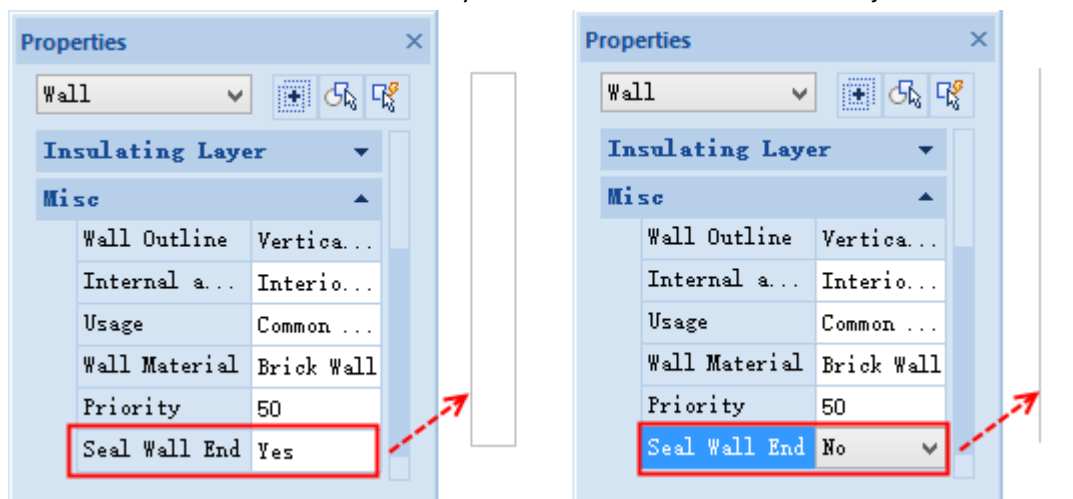 Properties
Wall
Insulating Layer
Misc
Wall Outline Vertica...
Internal a... Interio...
Usage Common ...
Wall Material Brick Wall
Priority 50
Seal Wall End Yes
Properties
Wall
Insulating Layer
Misc
Wall Outline Vertica...
Internal a... Interio...
Usage Common ...
Wall Material Brick Wall
Priority 50
Seal Wall End No